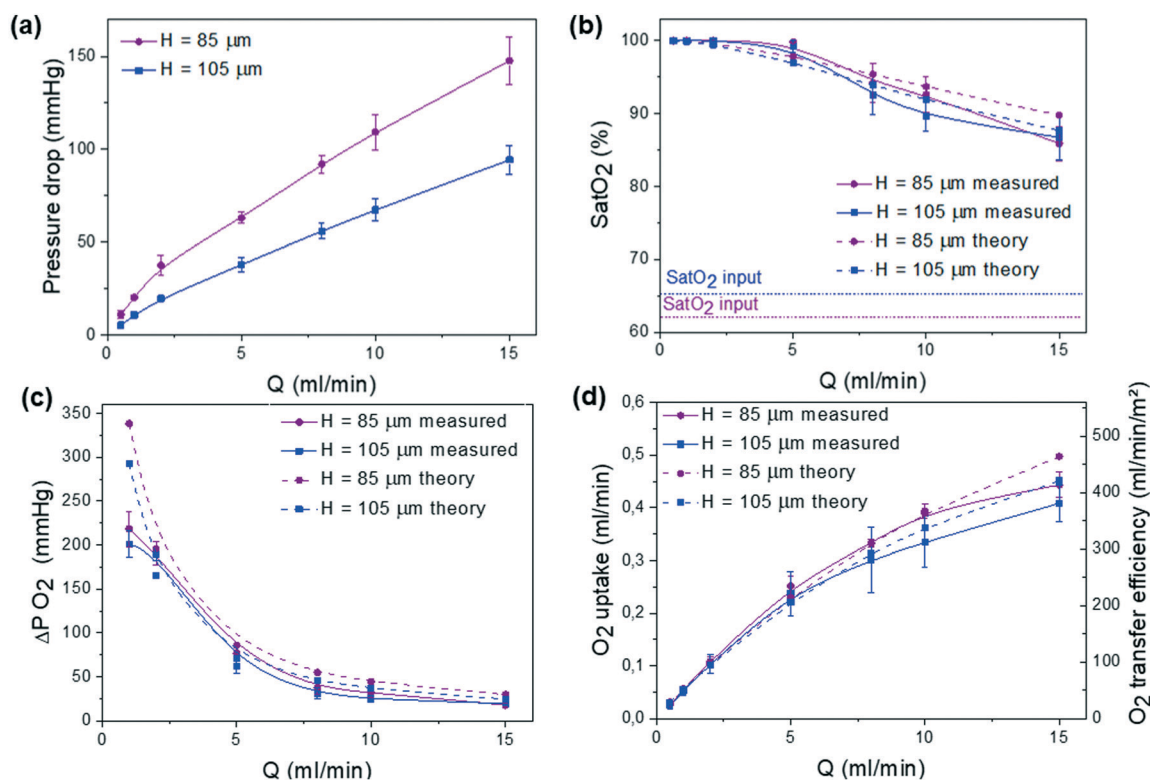 (a)
H = 85 μm
H = 105 μm
Pressure drop (mmHg)
150
100
50
0
0
5
10
15
Q (ml/min)
(b)
100
90
80
70
60
SatO2 (%)
H = 85 μm measured
H = 105 μm measured
H = 85 μm theory
H = 105 μm theory
SatO2 input
SatO2 input
0
5
10
15
Q (ml/min)
(c)
350
300
250
200
150
100
50
0
ΔP O2 (mmHg)
H = 85 μm measured
H = 105 μm measured
H = 85 μm theory
H = 105 μm theory
0
5
10
15
Q (ml/min)
(d)
0,6
0,5
0,4
0,3
0,2
0,1
0,0
O2 uptake (ml/min)
H = 85 μm measured
H = 105 μm measured
H = 85 μm theory
H = 105 μm theory
500
400
300
200
100
0
O2 transfer efficiency (ml/min/m²)
0
5
10
15
Q (ml/min)